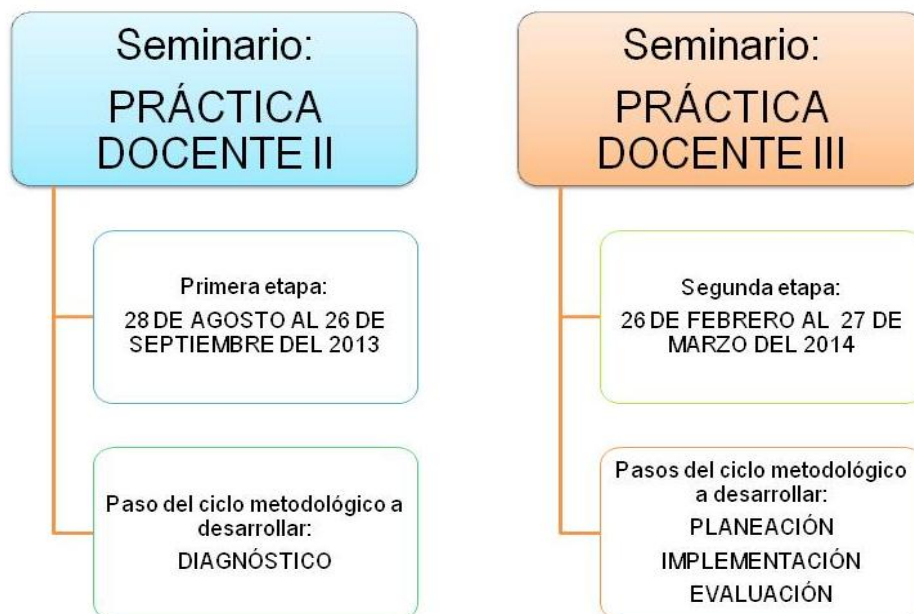 Seminario:
PRÁCTICA
DOCENTE II
Primera etapa:
28 DE AGOSTO AL 26 DE
SEPTIEMBRE DEL 2013
Paso del ciclo metodológico a
desarrollar:
DIAGNÓSTICO
Seminario:
PRÁCTICA
DOCENTE III
Segunda etapa:
26 DE FEBRERO AL 27 DE
MARZO DEL 2014
Pasos del ciclo metodológico
a desarrollar:
PLANEACIÓN
IMPLEMENTACIÓN
EVALUACIÓN